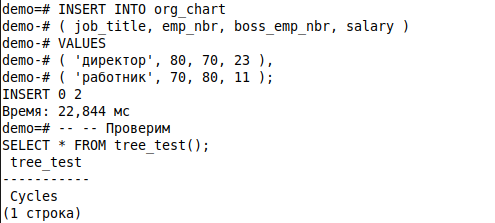 demo=# INSERT INTO org_chart
demo-# ( job_title, emp_nbr, boss_emp_nbr, salary )
demo-# VALUES
demo-# ( 'директор', 80, 70, 23 ),
demo-# ( 'работник', 70, 80, 11 );
INSERT 0 2
Время: 22,844 мс
demo=# -- -- Проверим
SELECT * FROM tree_test();
tree_test
-----------
Cycles
(1 строка)